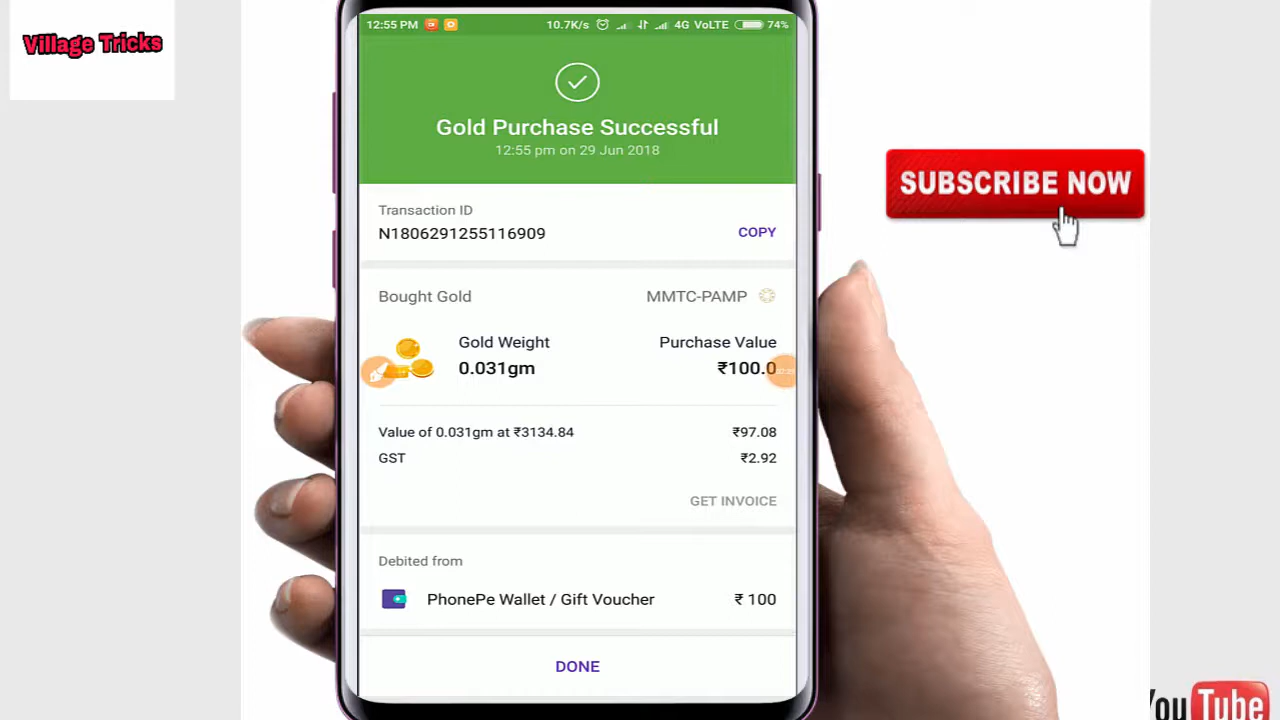 Village Tricks
12:55 PM
10.7K/s 4G VoLTE 74%
Gold Purchase Successful
12:55 pm on 29 Jun 2018
Transaction ID
N1806291255116909 COPY
Bought Gold MMTC-PAMP
Gold Weight Purchase Value
0.031gm ₹100.0
Value of 0.031gm at ₹3134.84 ₹97.08
GST ₹2.92
GET INVOICE
Debited from
PhonePe Wallet / Gift Voucher ₹ 100
DONE
SUBSCRIBE NOW
You Tube